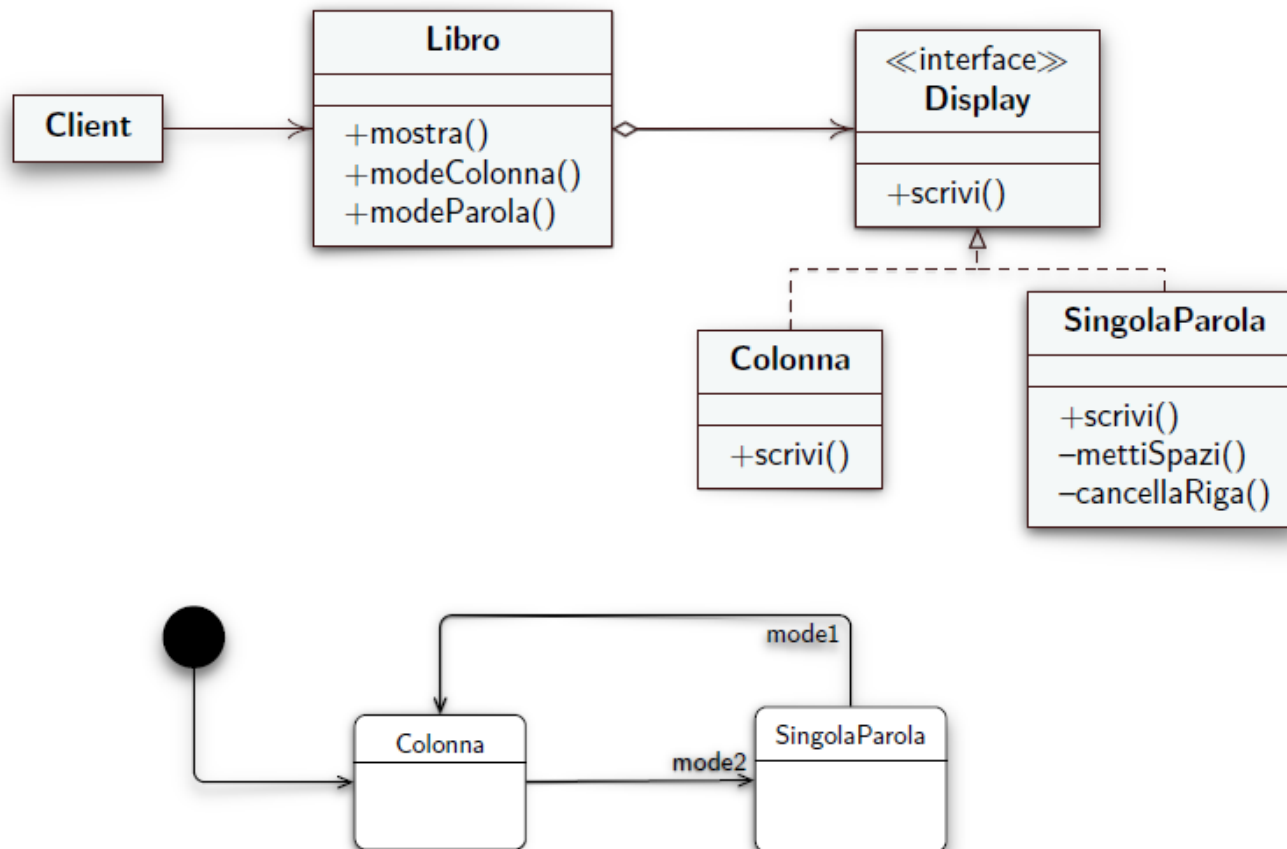 Client
Libro
+mostra()
+modeColonna()
+modeParola()
≪interface≫
Display
+scrivi()
Colonna
+scrivi()
SingolaParola
+scrivi()
–mettiSpazi()
–cancellaRiga()
mode1
Colonna
mode2
SingolaParola